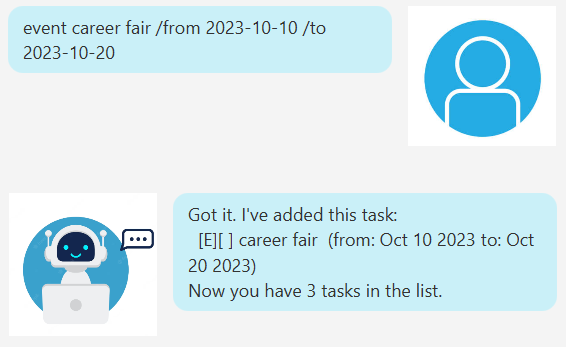 event career fair /from 2023-10-10 /to
2023-10-20
Got it. I've added this task:
[E][ ] career fair  (from: Oct 10 2023 to: Oct
20 2023)
Now you have 3 tasks in the list.